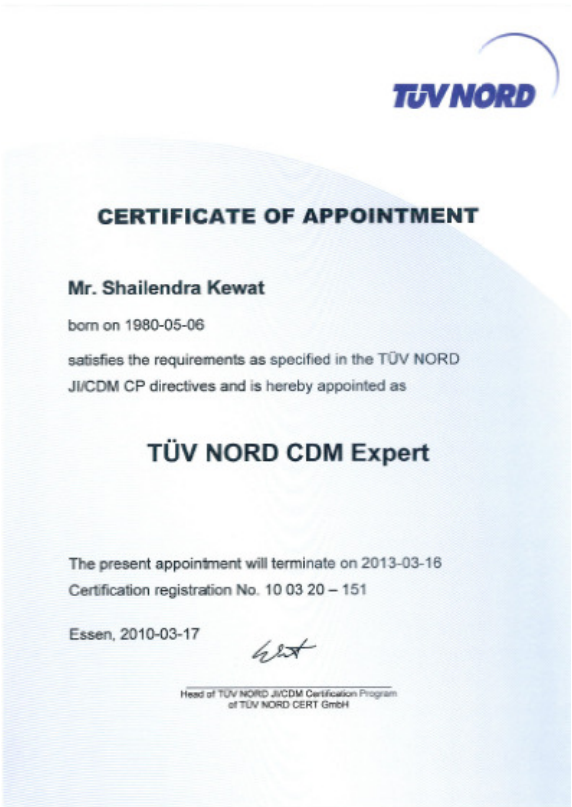 TÜV NORD
CERTIFICATE OF APPOINTMENT
Mr. Shailendra Kewat
born on 1980-05-06
satisfies the requirements as specified in the TÜV NORD
JI/CDM CP directives and is hereby appointed as
TÜV NORD CDM Expert
The present appointment will terminate on 2013-03-16
Certification registration No. 10 03 20 – 151
Essen, 2010-03-17
Head of TÜV NORD JI/CDM Certification Program
of TÜV NORD CERT GmbH